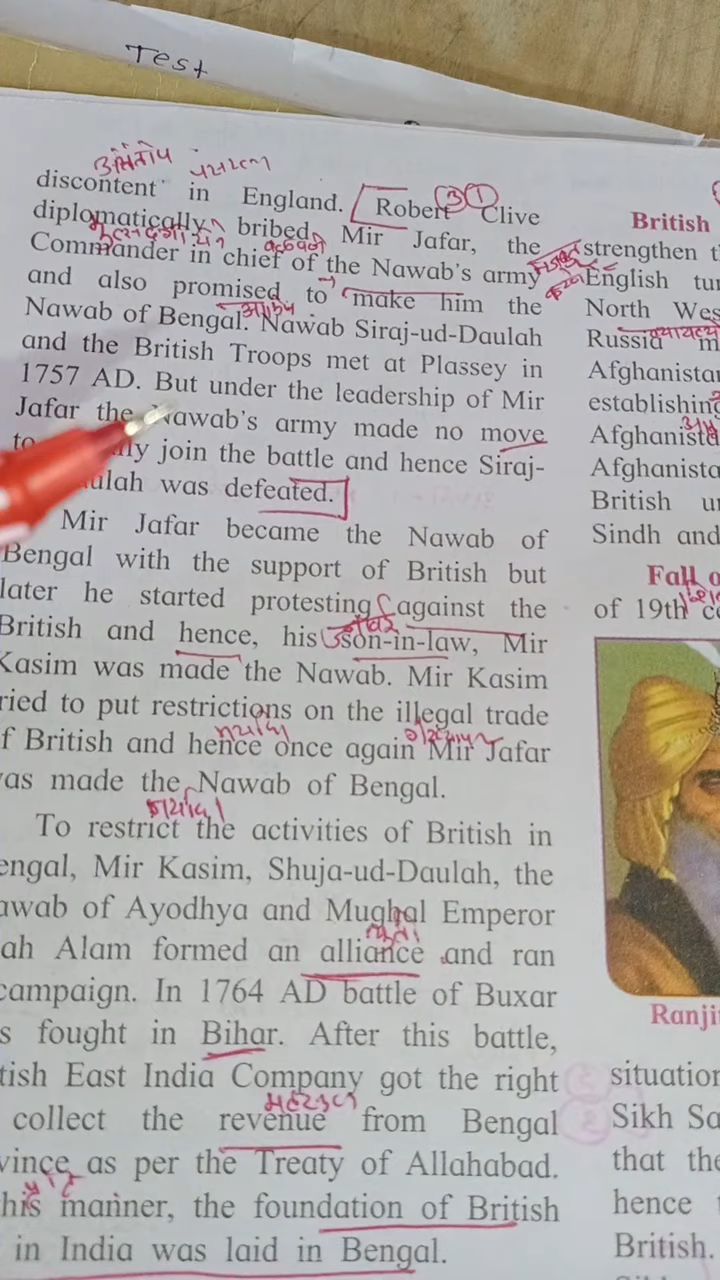 Test
discontent in England. Robert Clive
diplomatically bribed Mir Jafar, the
Commander in chief of the Nawab's army
and also promised to make him the
Nawab of Bengal. Nawab Siraj-ud-Daulah
and the British Troops met at Plassey in
1757 AD. But under the leadership of Mir
Jafar the Nawab's army made no move
join the battle and hence Siraj-
was defeated.
Mir Jafar became the Nawab of
Bengal with the support of British but
later he started protesting against the
British and hence, his son-in-law, Mir
Kasim was made the Nawab. Mir Kasim
ried to put restrictions on the illegal trade
f British and hence once again Mir Jafar
was made the Nawab of Bengal.
To restrict the activities of British in
engal, Mir Kasim, Shuja-ud-Daulah, the
awab of Ayodhya and Mughal Emperor
ah Alam formed an alliance and ran
campaign. In 1764 AD battle of Buxar
s fought in Bihar. After this battle,
tish East India Company got the right
collect the revenue from Bengal
vince as per the Treaty of Allahabad.
his manner, the foundation of British
in India was laid in Bengal.
British
strengthen t
English tur
North Wes
Russia m
Afghanista
establishing
Afghanista
Afghanista
British u
Sindh and
Fall o
of 19th c
Ranji
situation
Sikh Sa
that the
hence
British.